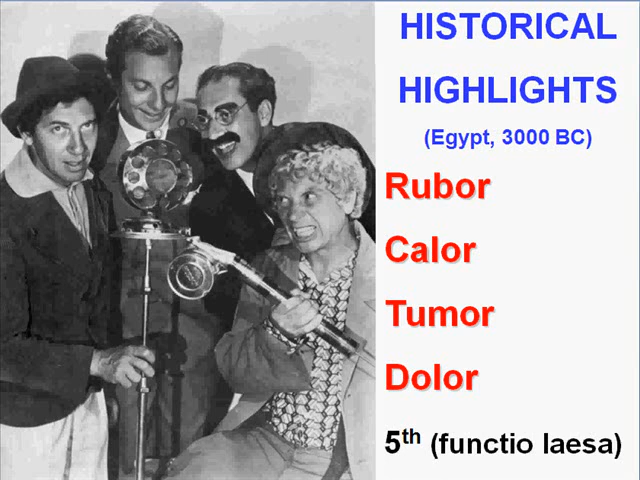 HISTORICAL
HIGHLIGHTS
(Egypt, 3000 BC)
Rubor
Calor
Tumor
Dolor
5th (functio laesa)